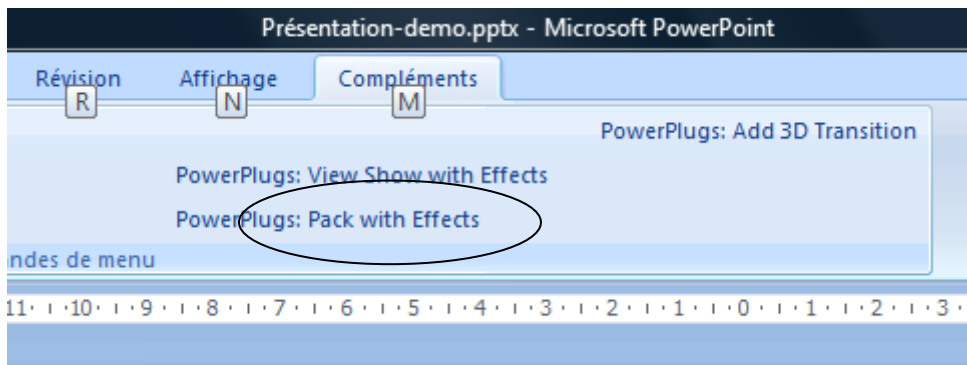 Présentation-demo.pptx - Microsoft PowerPoint
Révision Affichage Compléments
R N M
PowerPlugs: Add 3D Transition
PowerPlugs: View Show with Effects
PowerPlugs: Pack with Effects
ndes de menu
11 10 9 8 7 6 5 4 3 2 1 0 1 2 3